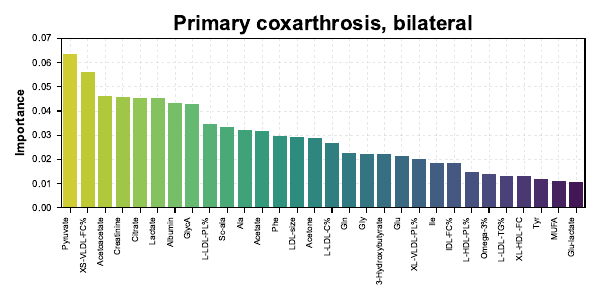 Primary coxarthrosis, bilateral
Importance
0.07
0.06
0.05
0.04
0.03
0.02
0.01
0.00
Pyruvate
XS-VLDL-FC%
Acetoacetate
Creatinine
Citrate
Lactate
Albumin
GlycA
L-LDL-PL%
Sc-ala
Ala
Acetate
Phe
LDL-size
Acetone
L-LDL-C%
Gln
Gly
3-Hydroxybutyrate
Glu
XL-VLDL-PL%
Ile
IDL-FC%
L-HDL-PL%
Omega-3%
L-LDL-TG%
XL-HDL-FC
Tyr
MUFA
Glu-lactate